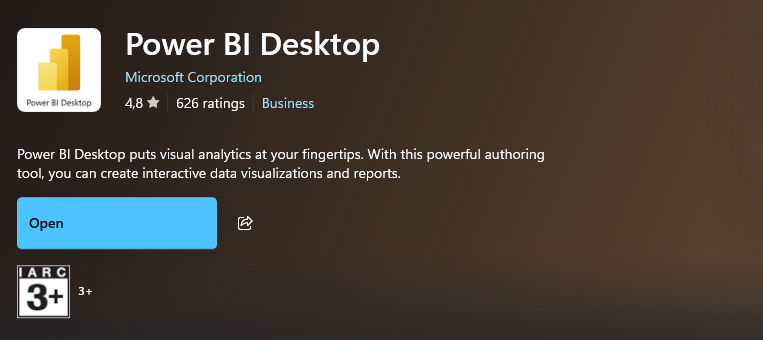 Power BI Desktop
Power BI Desktop
Microsoft Corporation
4,8
626 ratings
Business
Power BI Desktop puts visual analytics at your fingertips. With this powerful authoring
tool, you can create interactive data visualizations and reports.
Open
IARC
3+
3+